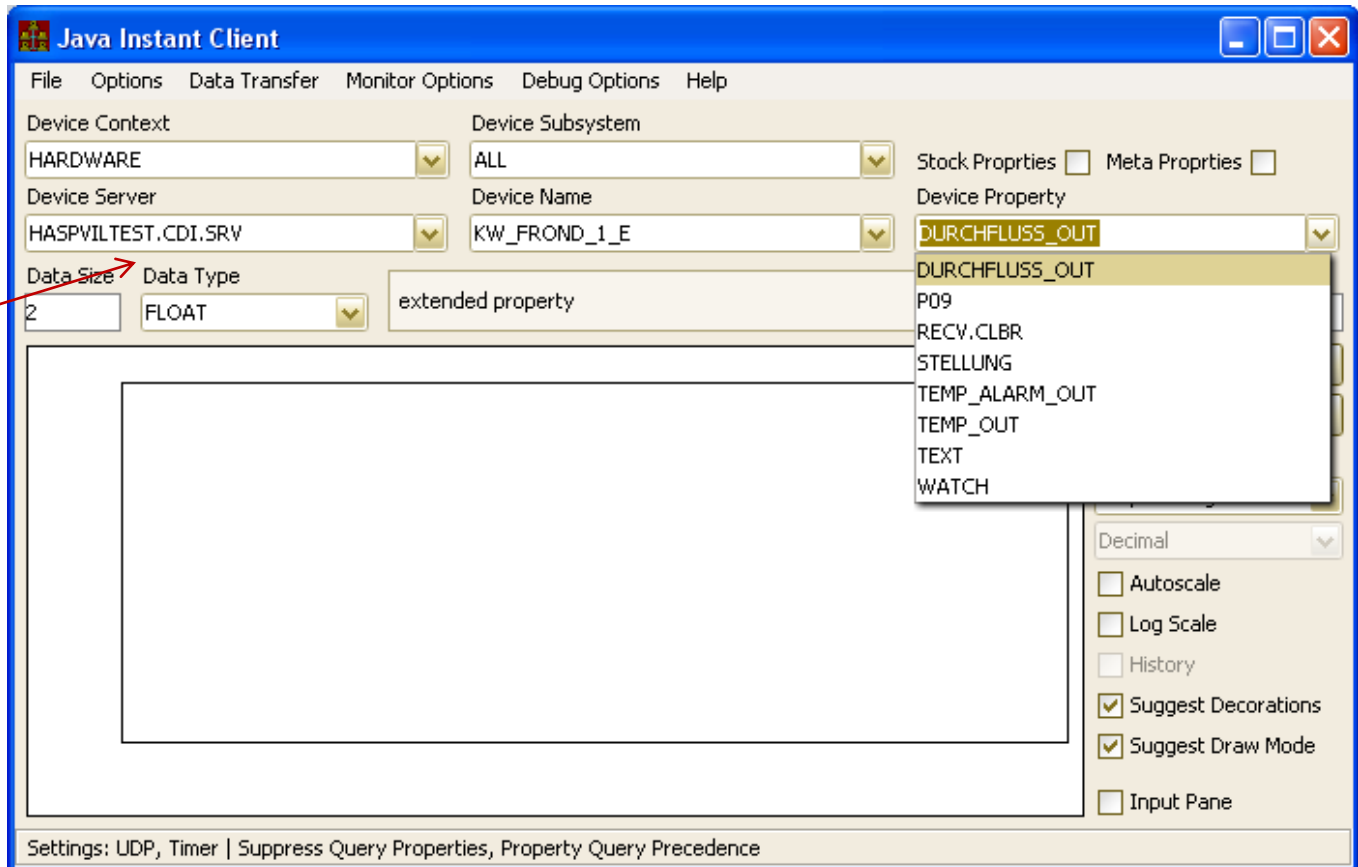 Java Instant Client
File Options Data Transfer Monitor Options Debug Options Help
Device Context Device Subsystem
HARDWARE ALL Stock Proprties Meta Proprties
Device Server Device Name Device Property
HASPVILTEST.CDI.SRV KW_FROND_1_E DURCHFLUSS_OUT
Data Size Data Type
2 FLOAT extended property
DURCHFLUSS_OUT
P09
RECV.CLBR
STELLUNG
TEMP_ALARM_OUT
TEMP_OUT
TEXT
WATCH
Decimal
Autoscale
Log Scale
History
Suggest Decorations
Suggest Draw Mode
Input Pane
Settings: UDP, Timer | Suppress Query Properties, Property Query Precedence